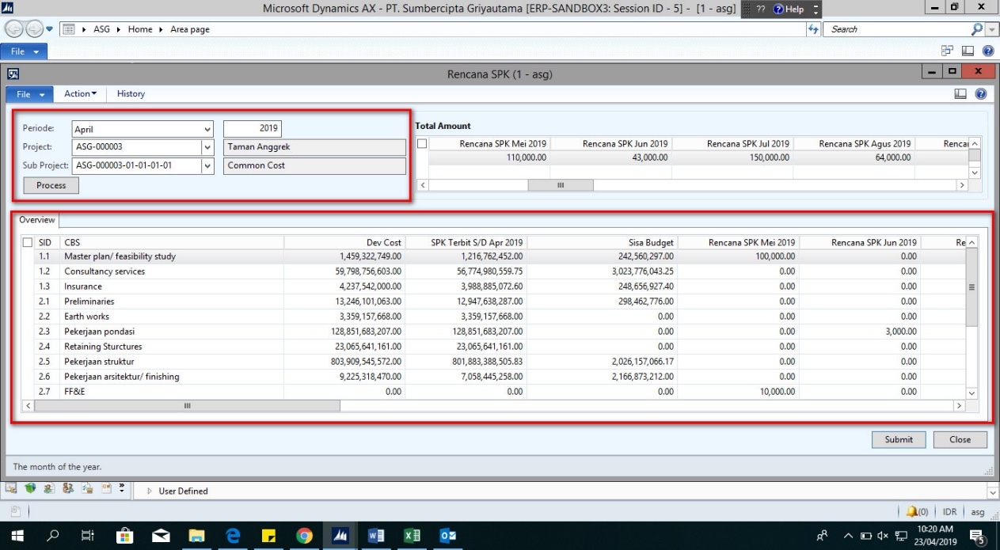 Microsoft Dynamics AX - PT. Sumbercipta Griyautama [ERP-SANDBOX3: Session ID - 5] - [1 - asg]
?? Help
ASG Home Area page
Search
File
Rencana SPK (1 - asg)
File Action History
Periode: April 2019
Project: ASG-000003 Taman Anggrek
Sub Project: ASG-000003-01-01-01-01 Common Cost
Process
Total Amount
Rencana SPK Mei 2019 Rencana SPK Jun 2019 Rencana SPK Jul 2019 Rencana SPK Agus 2019 Rencai
110,000.00 43,000.00 150,000.00 64,000.00
Overview
SID CBS Dev Cost SPK Terbit S/D Apr 2019 Sisa Budget Rencana SPK Mei 2019 Rencana SPK Jun 2019 Re
1.1 Master plan/ feasibility study 1,459,322,749.00 1,216,762,452.00 242,560,297.00 100,000.00 0.00
1.2 Consultancy services 59,798,756,603.00 56,774,980,559.75 3,023,776,043.25 0.00 0.00
1.3 Insurance 4,237,542,000.00 3,988,885,072.60 248,656,927.40 0.00 0.00
2.1 Preliminaries 13,246,101,063.00 12,947,638,287.00 298,462,776.00 0.00 0.00
2.2 Earth works 3,359,157,668.00 3,359,157,668.00 0.00 0.00 0.00
2.3 Pekerjaan pondasi 128,851,683,207.00 128,851,683,207.00 0.00 0.00 3,000.00
2.4 Retaining Sturctures 23,065,641,161.00 23,065,641,161.00 0.00 0.00 0.00
2.5 Pekerjaan struktur 803,909,545,572.00 801,883,388,505.83 2,026,157,066.17 0.00 0.00
2.6 Pekerjaan arsitektur/ finishing 9,225,318,470.00 7,058,445,258.00 2,166,873,212.00 0.00 0.00
2.7 FF&E 0.00 0.00 0.00 10,000.00 0.00
Submit Close
The month of the year.
User Defined
(0) IDR asg
10:20 AM
23/04/2019
5